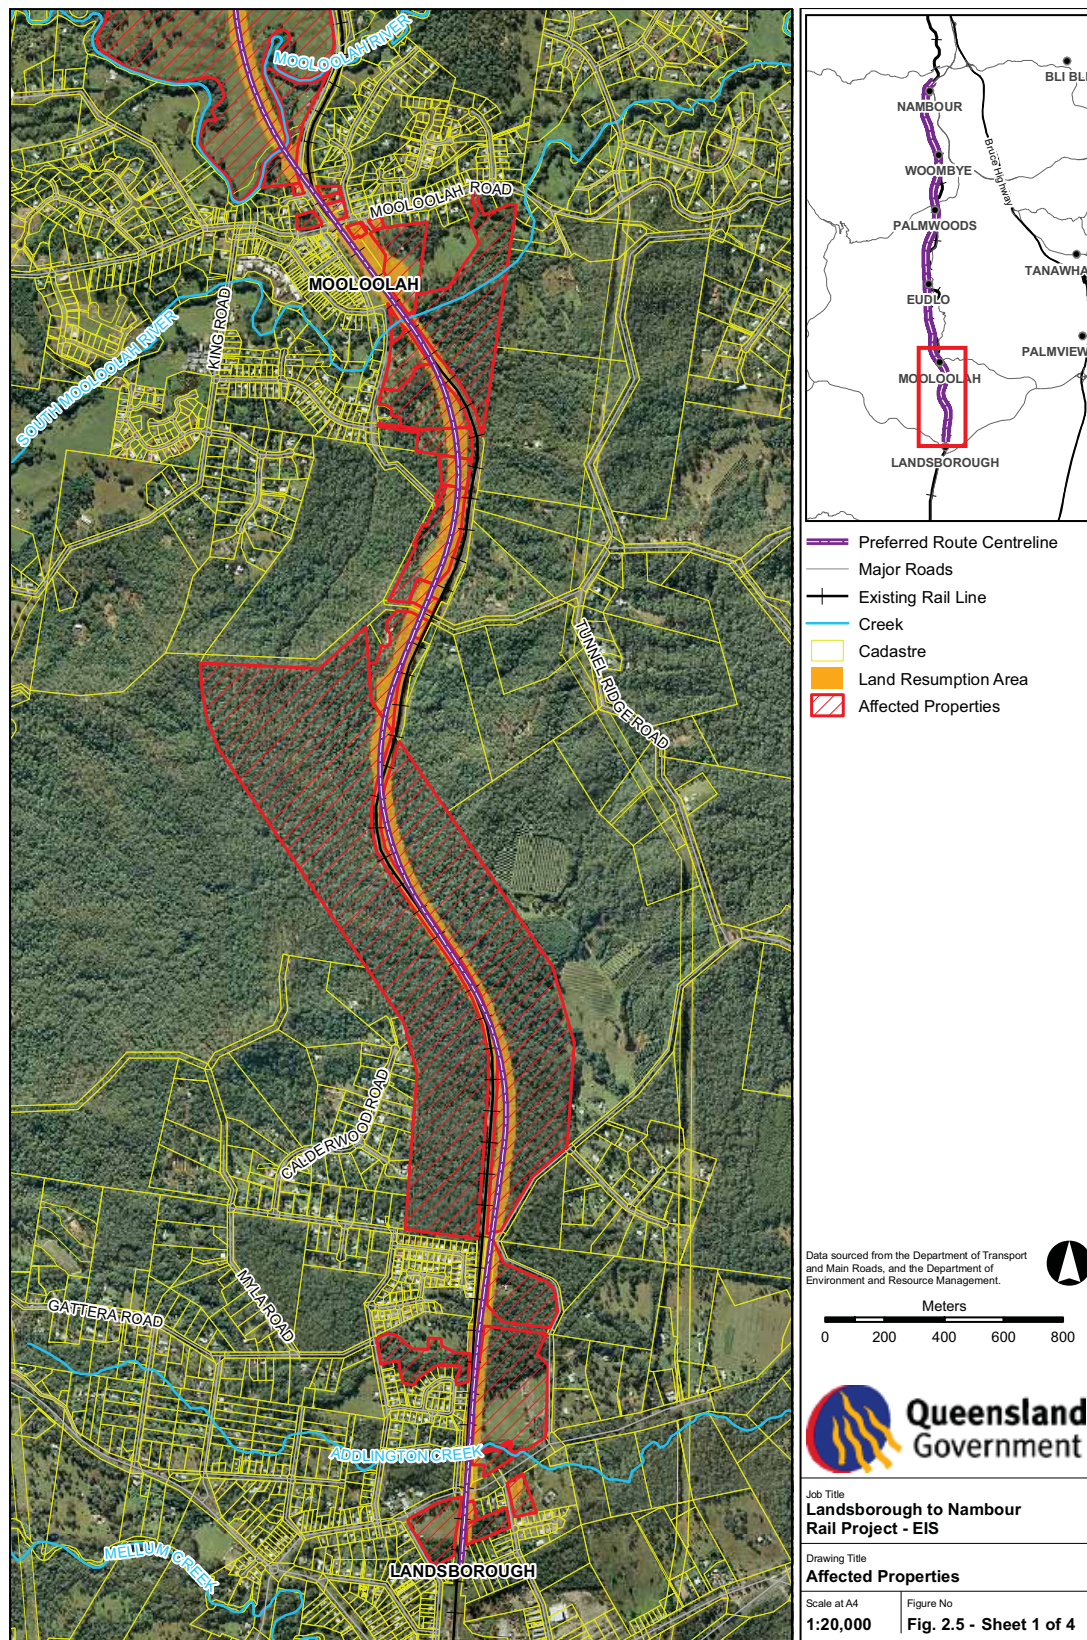 MOOLOOLAH RIVER
MOOLOOLAH ROAD
MOOLOOLAH
KING ROAD
SOUTH MOOLOOLAH RIVER
TUNNEL RIDGE ROAD
CALDERWOOD ROAD
MYLA ROAD
GATTERA ROAD
ADDLINGTON CREEK
MELLUM CREEK
LANDSBOROUGH
BLI BLI
NAMBOUR
Bruce Highway
WOOMBYE
PALMWOODS
TANAWHA
EUDLO
PALMVIEW
MOOLOOLAH
LANDSBOROUGH
Preferred Route Centreline
Major Roads
Existing Rail Line
Creek
Cadastre
Land Resumption Area
Affected Properties
Data sourced from the Department of Transport
and Main Roads, and the Department of
Environment and Resource Management.
Meters
0 200 400 600 800
Queensland
Government
Job Title
Landsborough to Nambour
Rail Project - EIS
Drawing Title
Affected Properties
Scale at A4
1:20,000
Figure No
Fig. 2.5 - Sheet 1 of 4